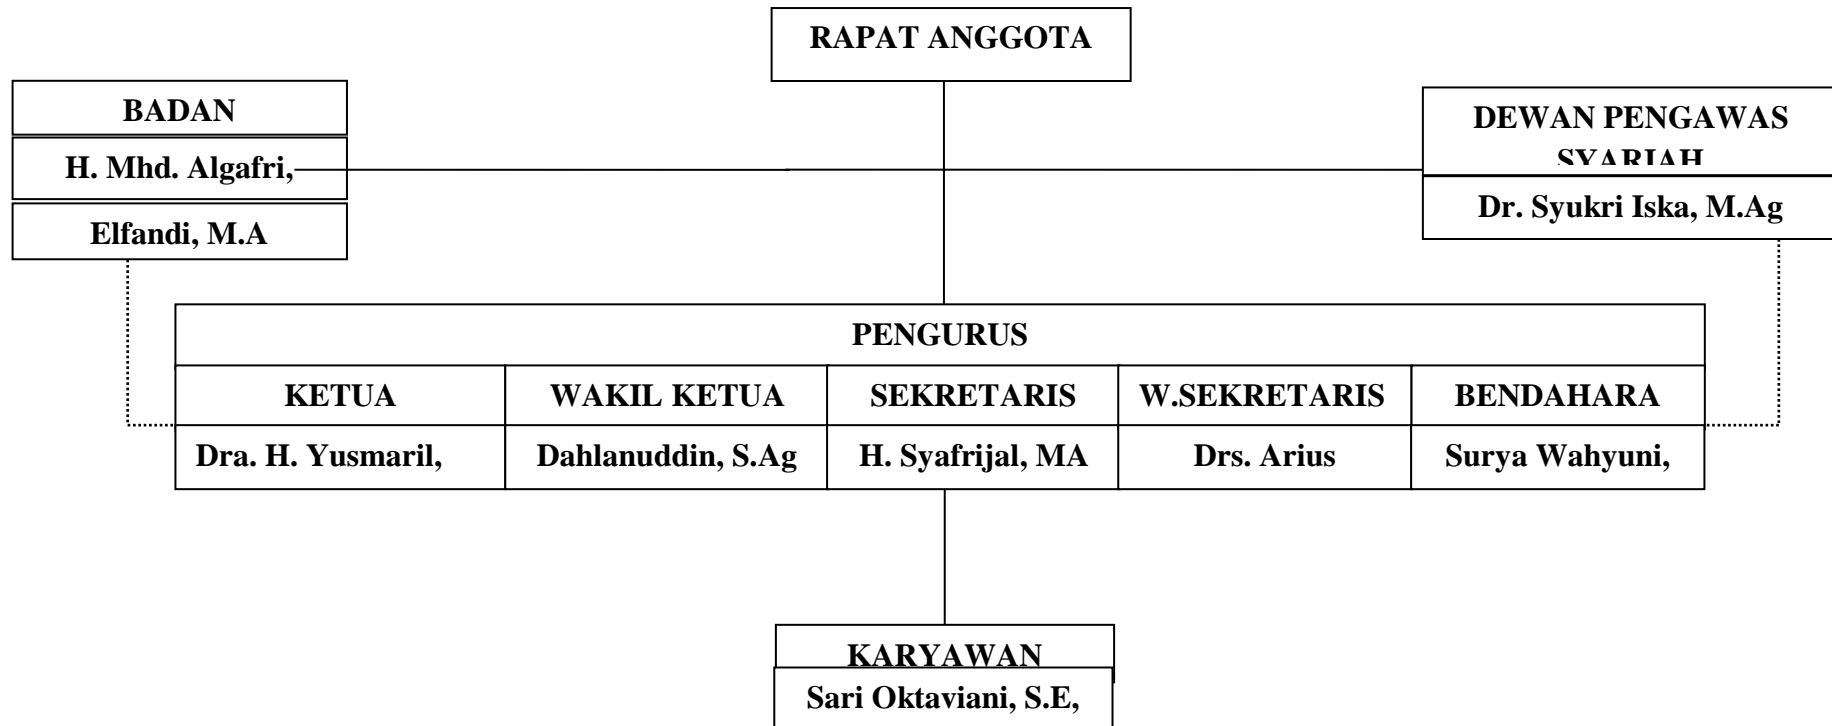 RAPAT ANGGOTA
BADAN
H. Mhd. Algafri,
Elfandi, M.A
DEWAN PENGAWAS
SYARIAH
Dr. Syukri Iska, M.Ag
PENGURUS
KETUA
WAKIL KETUA
SEKRETARIS
W.SEKRETARIS
BENDAHARA
Dra. H. Yusmaril,
Dahlanuddin, S.Ag
H. Syafrijal, MA
Drs. Arius
Surya Wahyuni,
KARYAWAN
Sari Oktaviani, S.E,